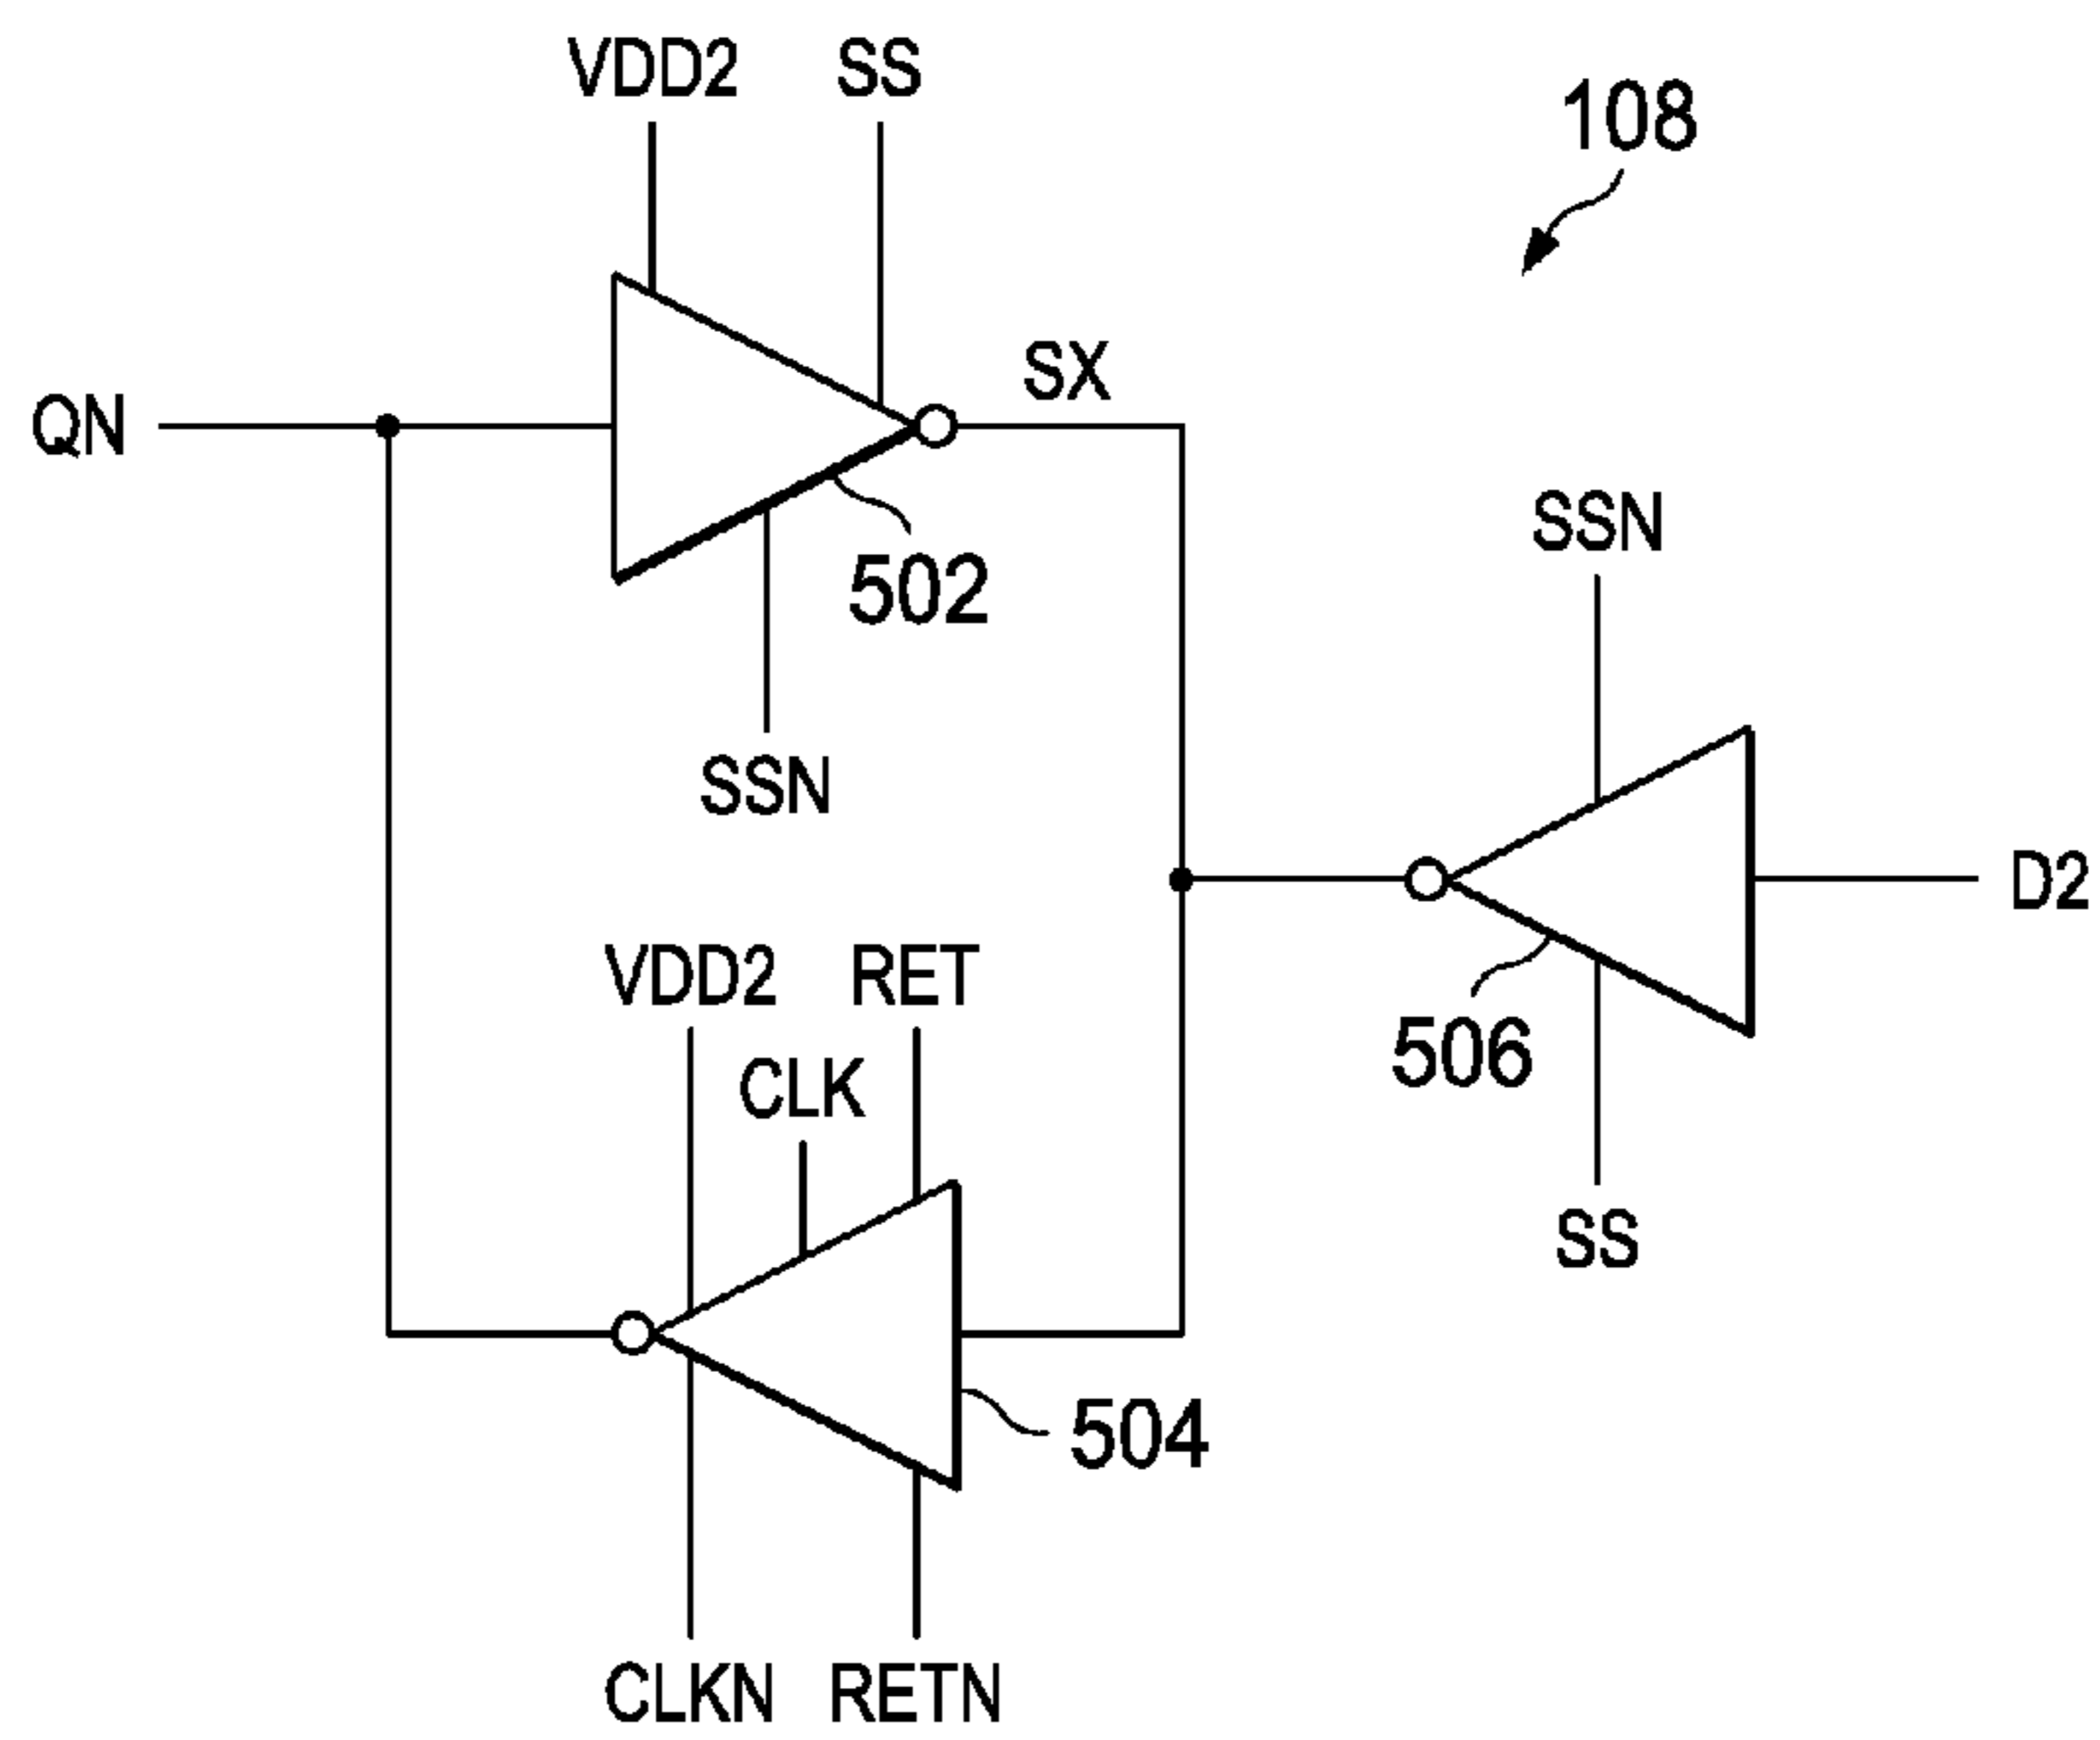 VDD2 SS
108
SX
QN
SSN
502
SSN
D2
VDD2 RET
506
CLK
SS
504
CLKN RETN